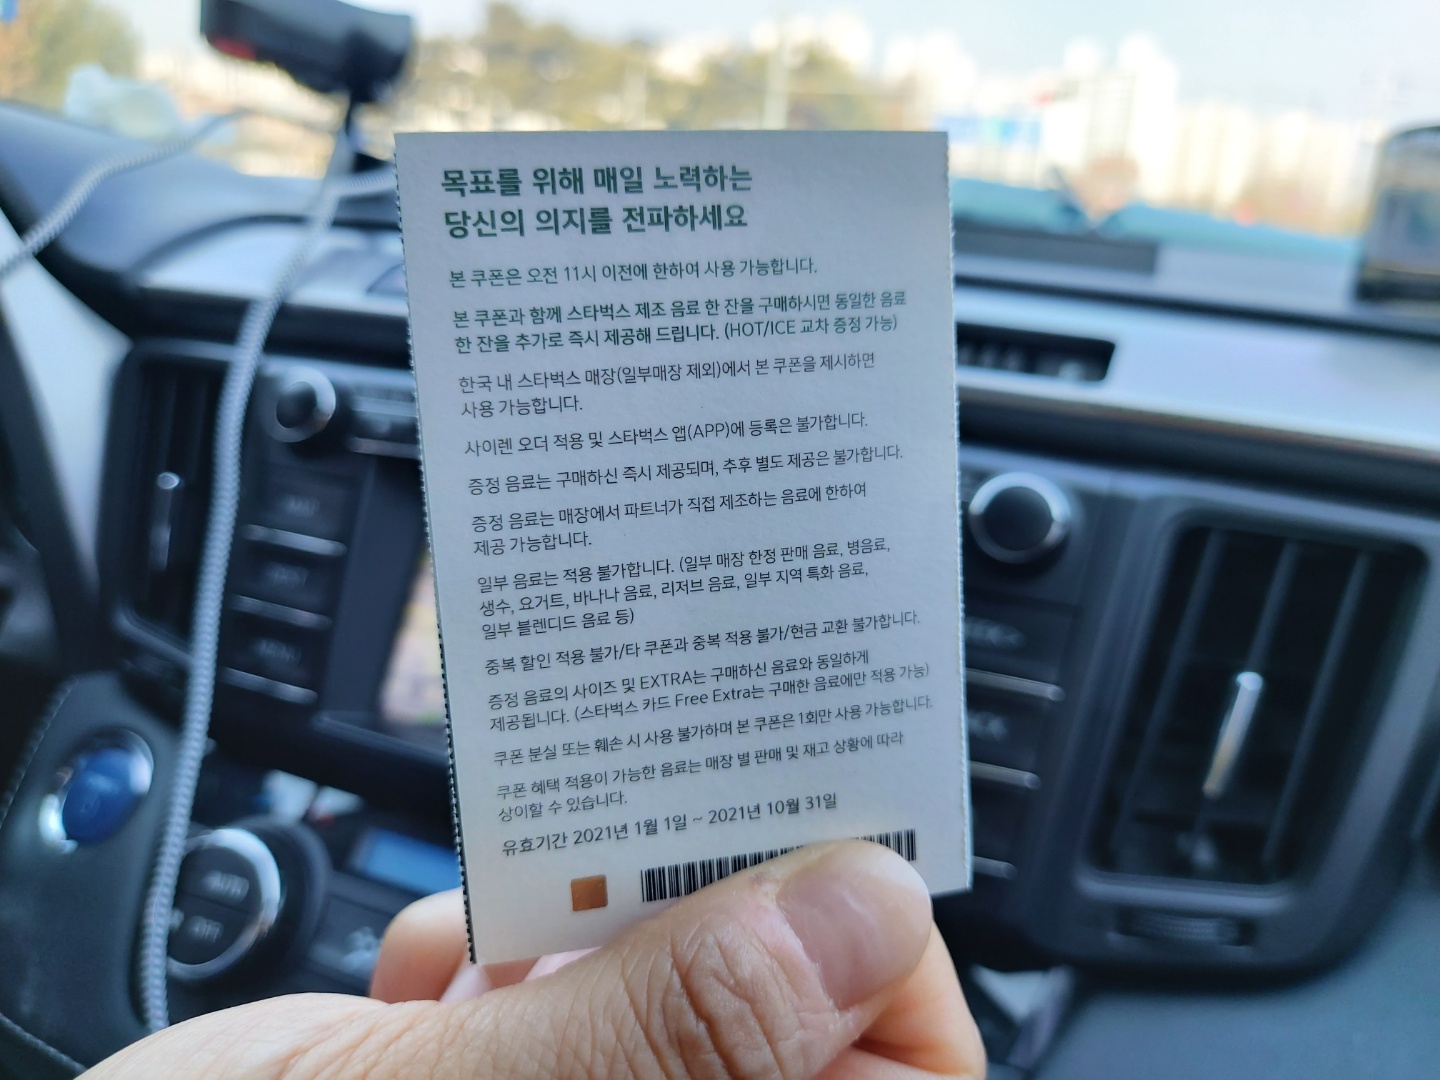 목표를 위해 매일 노력하는
당신의 의지를 전파하세요
본 쿠폰은 오전 11시 이전에 한하여 사용 가능합니다.
본 쿠폰과 함께 스타벅스 제조 음료 한 잔을 구매하시면 동일한 음료
한 잔을 추가로 즉시 제공해 드립니다. (HOT/ICE 교차 증정 가능)
한국 내 스타벅스 매장(일부매장 제외)에서 본 쿠폰을 제시하면
사용 가능합니다.
사이렌 오더 적용 및 스타벅스 앱(APP)에 등록은 불가합니다.
증정 음료는 구매하신 즉시 제공되며, 추후 별도 제공은 불가합니다.
증정 음료는 매장에서 파트너가 직접 제조하는 음료에 한하여
제공 가능합니다.
일부 음료는 적용 불가합니다. (일부 매장 한정 판매 음료, 병음료,
생수, 요거트, 바나나 음료, 리저브 음료, 일부 지역 특화 음료,
일부 블렌디드 음료 등)
중복 할인 적용 불가/타 쿠폰과 중복 적용 불가/현금 교환 불가합니다.
증정 음료의 사이즈 및 EXTRA는 구매하신 음료와 동일하게
제공됩니다. (스타벅스 카드 Free Extra는 구매한 음료에만 적용 가능)
쿠폰 분실 또는 훼손 시 사용 불가하며 본 쿠폰은 1회만 사용 가능합니다.
쿠폰 혜택 적용이 가능한 음료는 매장 별 판매 및 재고 상황에 따라
상이할 수 있습니다.
유효기간 2021년 1월 1일 ~ 2021년 10월 31일
AUTO
OFF